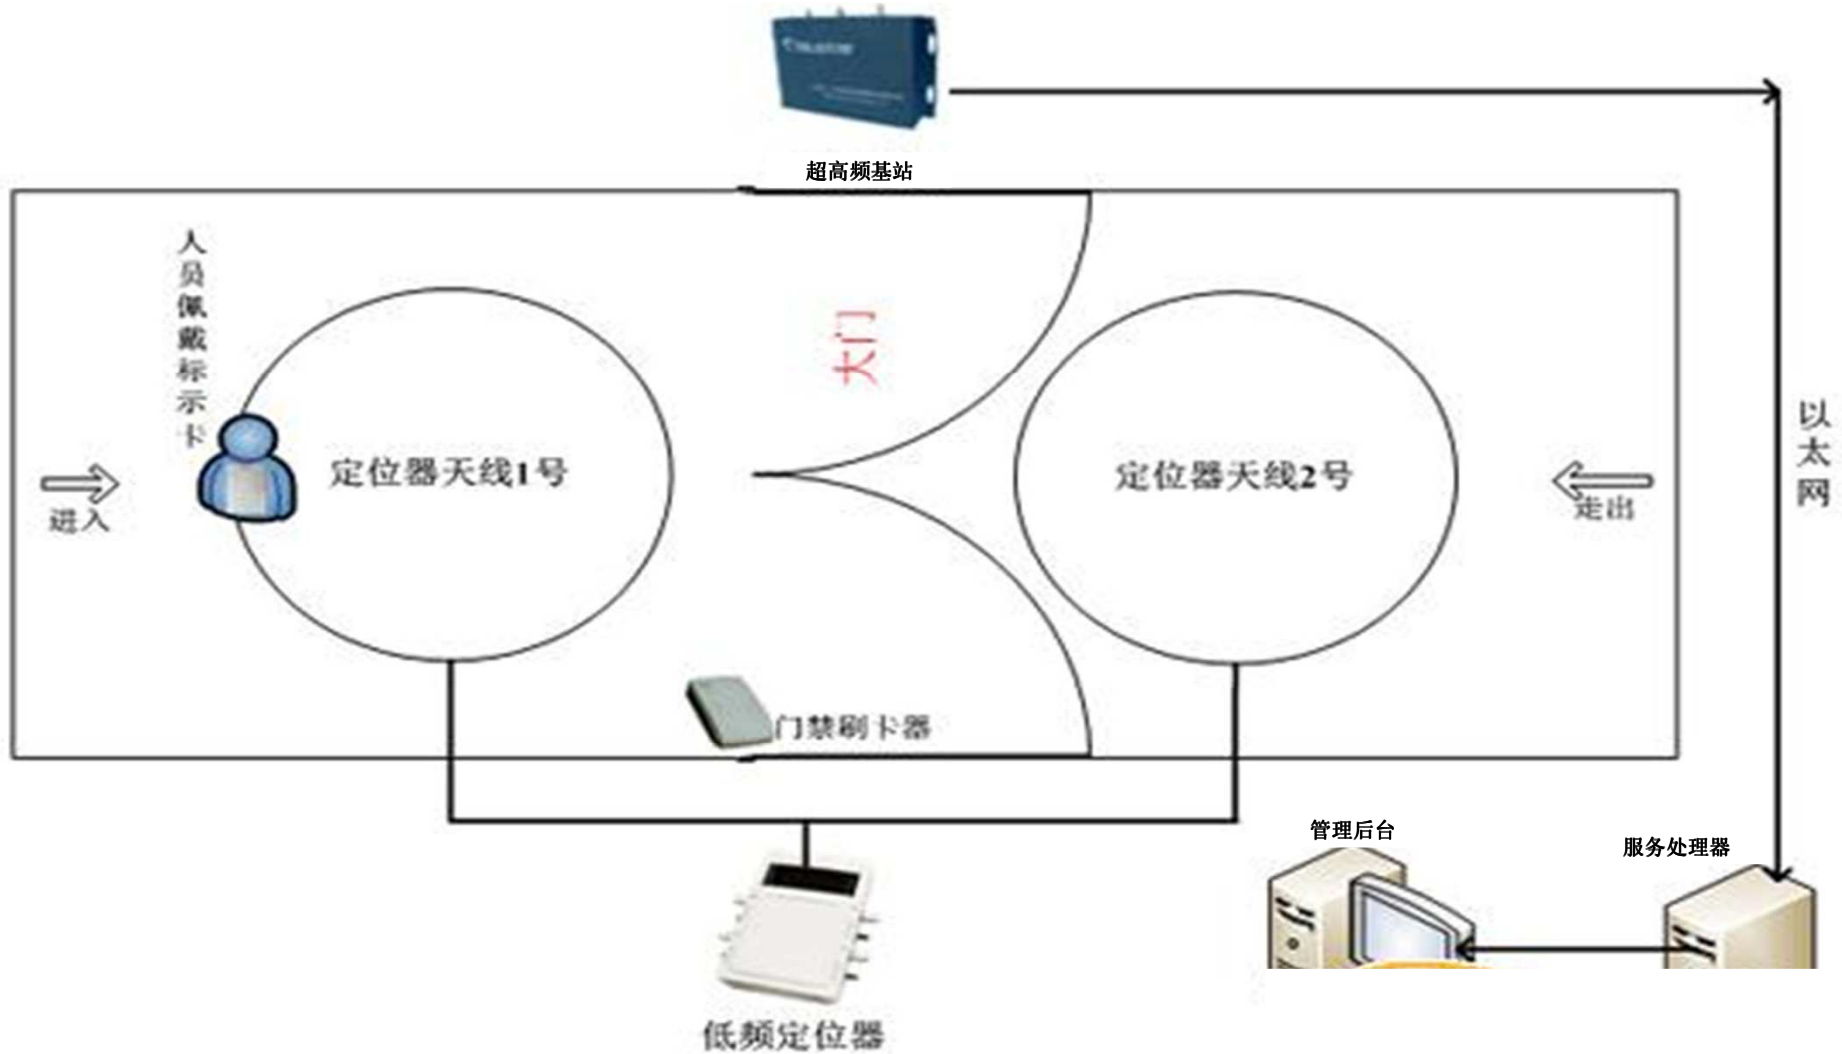 超高频基站
人员佩戴标示卡
大门
定位器天线1号
定位器天线2号
进入
走出
以太网
门禁刷卡器
管理后台
服务处理器
低频定位器